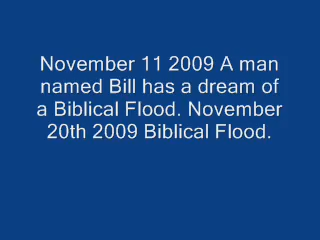 November 11 2009 A man
named Bill has a dream of
a Biblical Flood. November
20th 2009 Biblical Flood.